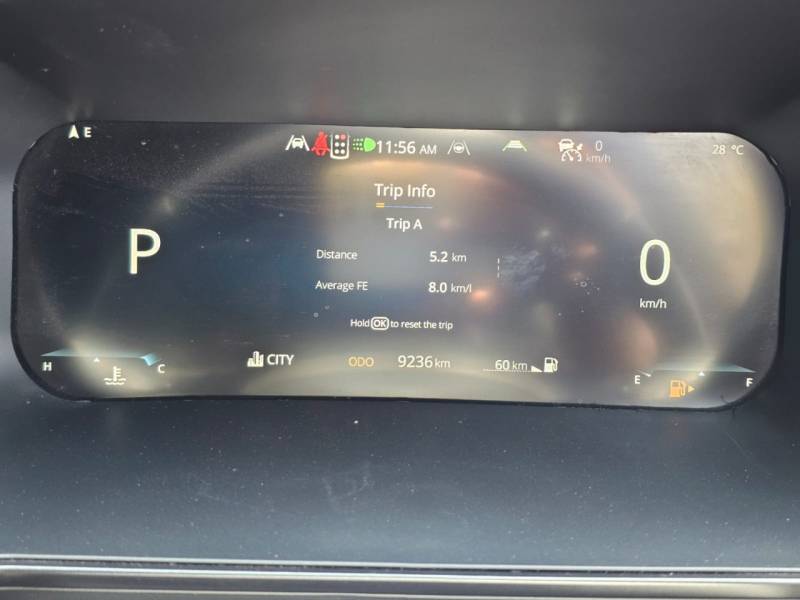 E
11:56 AM
0
km/h
28 °C
Trip Info
Trip A
P
Distance 5.2 km
Average FE 8.0 km/l
0
km/h
Hold OK to reset the trip
H C
CITY
ODO 9236 km
60 km
E F